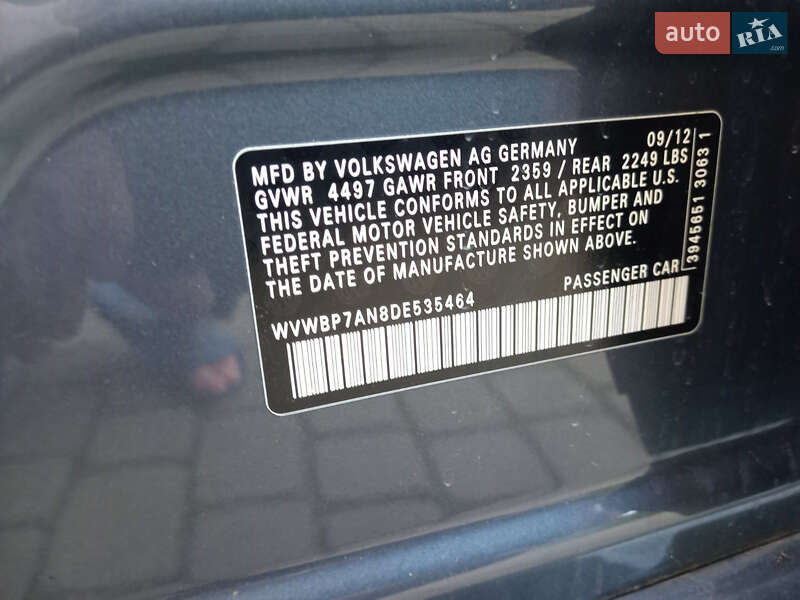 auto RIA.com
09/12
MFD BY VOLKSWAGEN AG GERMANY
GVWR 4497 GAWR FRONT 2359 / REAR 2249 LBS
THIS VEHICLE CONFORMS TO ALL APPLICABLE U.S.
FEDERAL MOTOR VEHICLE SAFETY, BUMPER AND
THEFT PREVENTION STANDARDS IN EFFECT ON
THE DATE OF MANUFACTURE SHOWN ABOVE.
PASSENGER CAR
WVWBP7AN8DE535464
3945651 30631